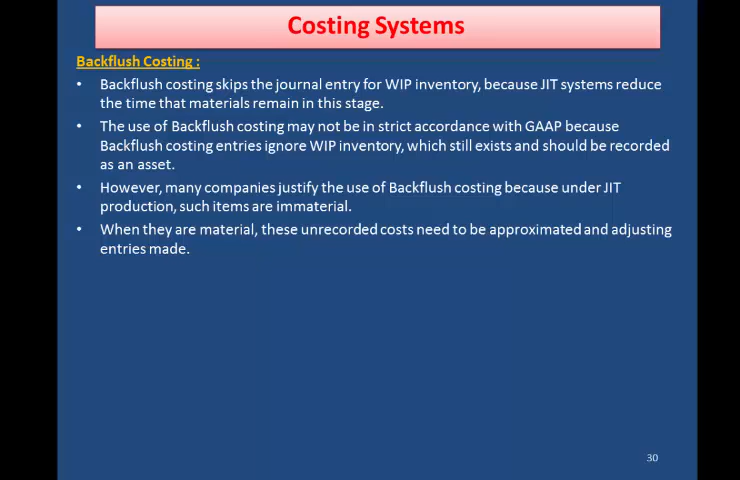 Costing Systems
Backflush Costing :
• Backflush costing skips the journal entry for WIP inventory, because JIT systems reduce
the time that materials remain in this stage.
• The use of Backflush costing may not be in strict accordance with GAAP because
Backflush costing entries ignore WIP inventory, which still exists and should be recorded
as an asset.
• However, many companies justify the use of Backflush costing because under JIT
production, such items are immaterial.
• When they are material, these unrecorded costs need to be approximated and adjusting
entries made.
30